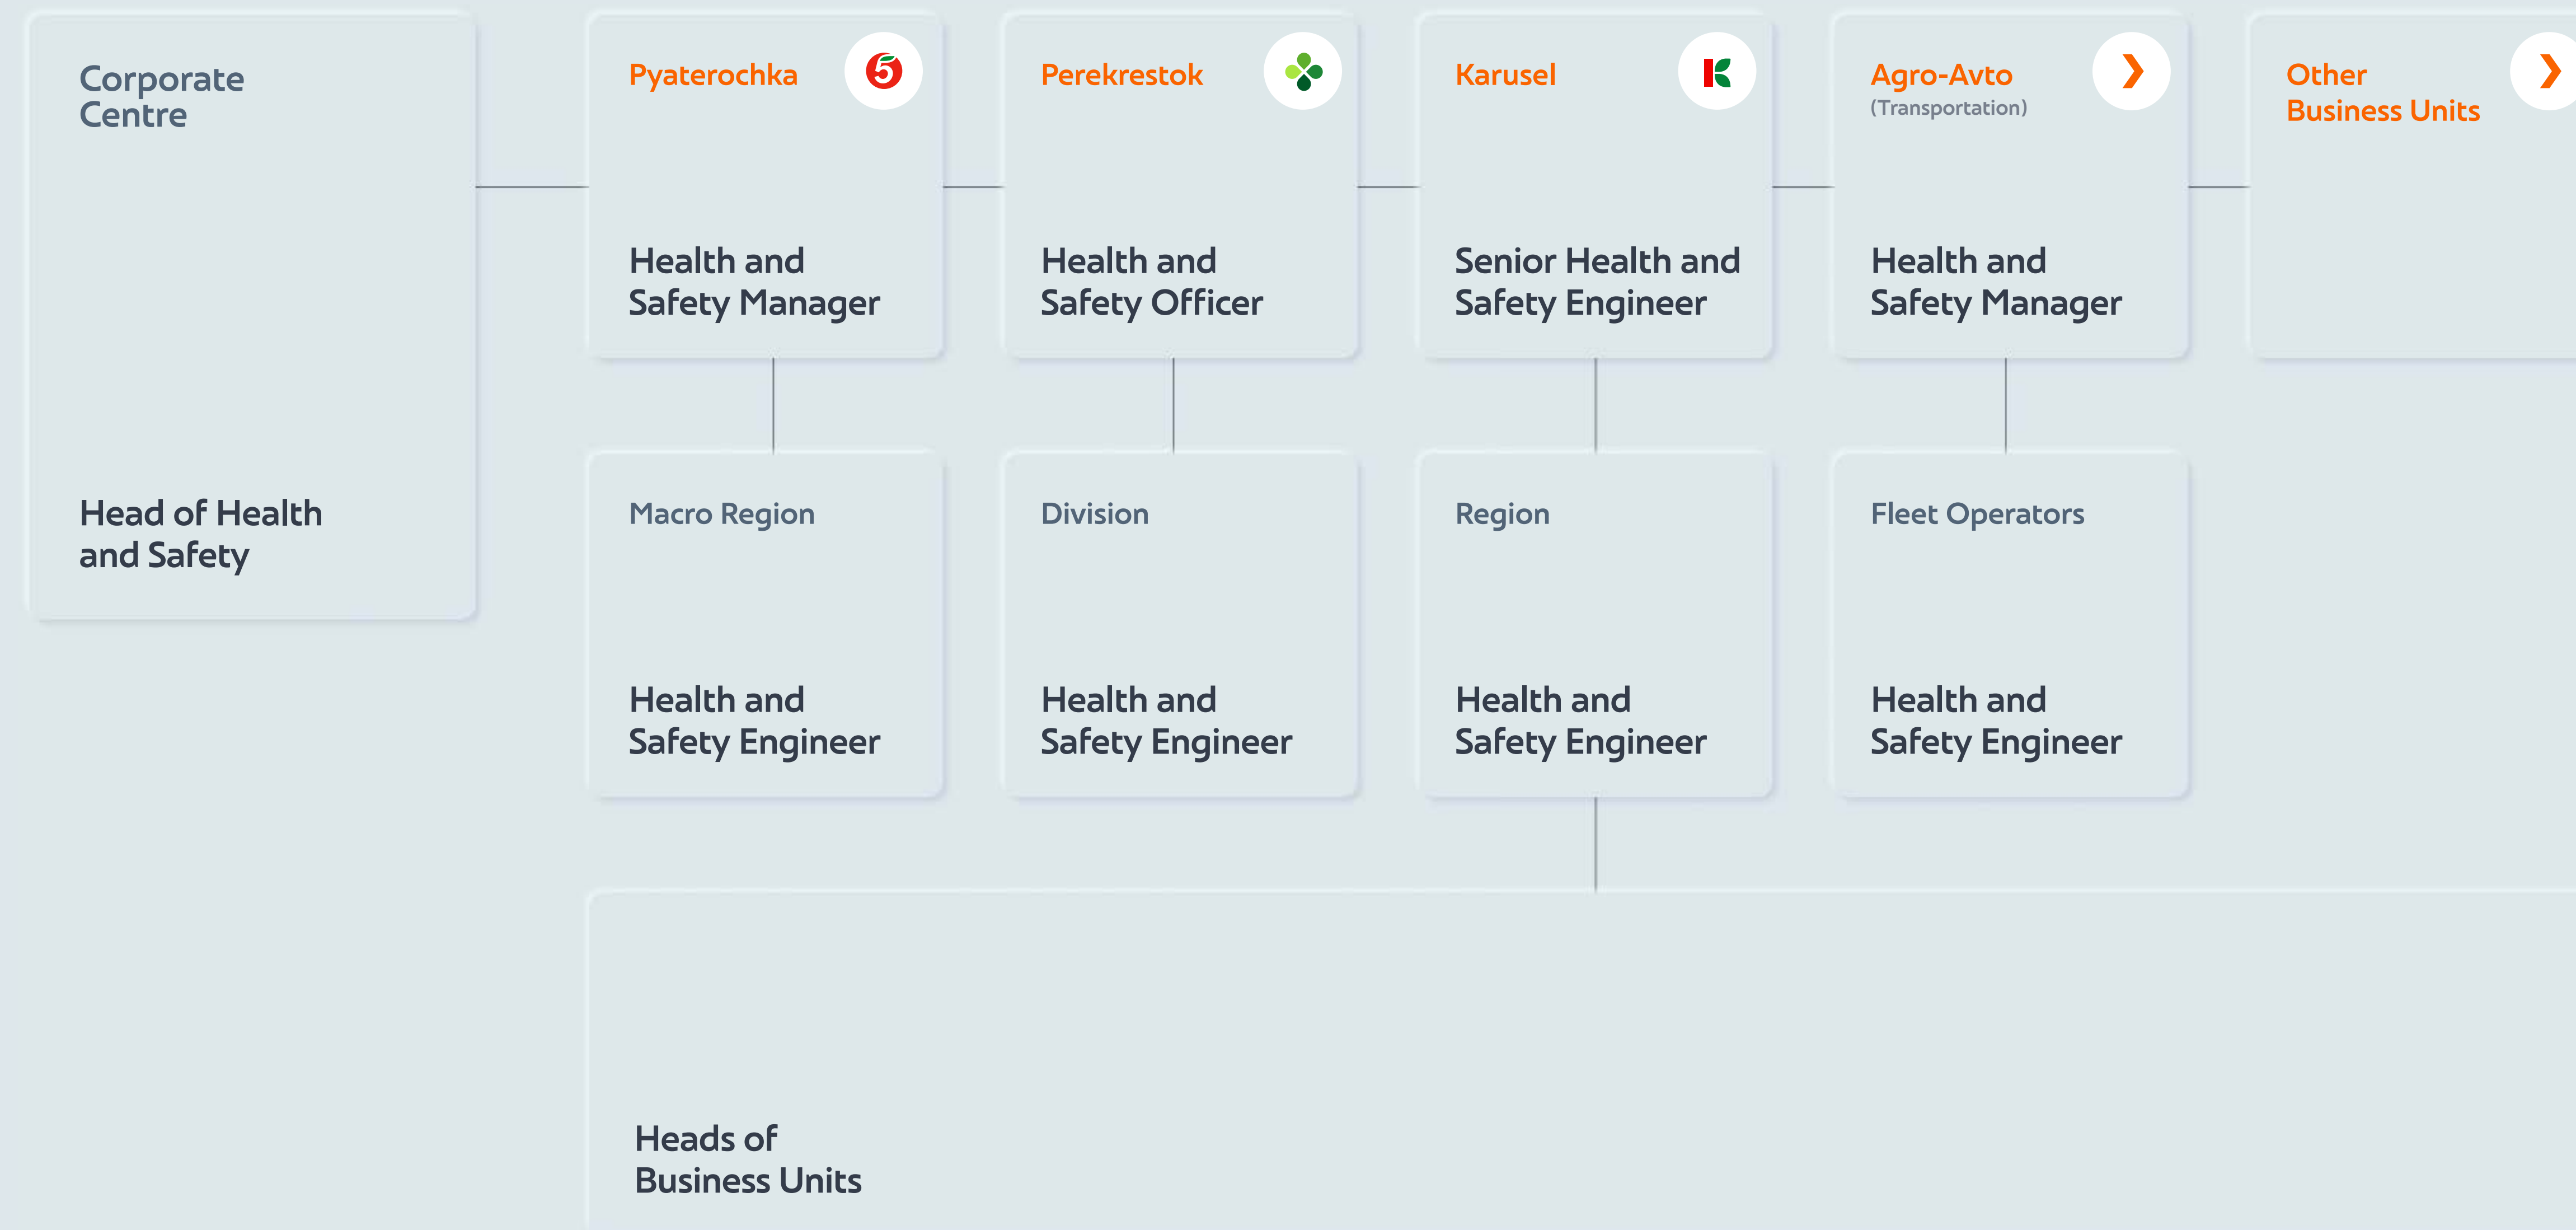 Corporate
Centre
Head of Health
and Safety
Pyaterochka
5
Health and
Safety Manager
Perekrestok
Health and
Safety Officer
Karusel
K
Senior Health and
Safety Engineer
Agro-Avto
(Transportation)
Health and
Safety Manager
Other
Business Units
Macro Region
Health and
Safety Engineer
Division
Health and
Safety Engineer
Region
Health and
Safety Engineer
Fleet Operators
Health and
Safety Engineer
Heads of
Business Units